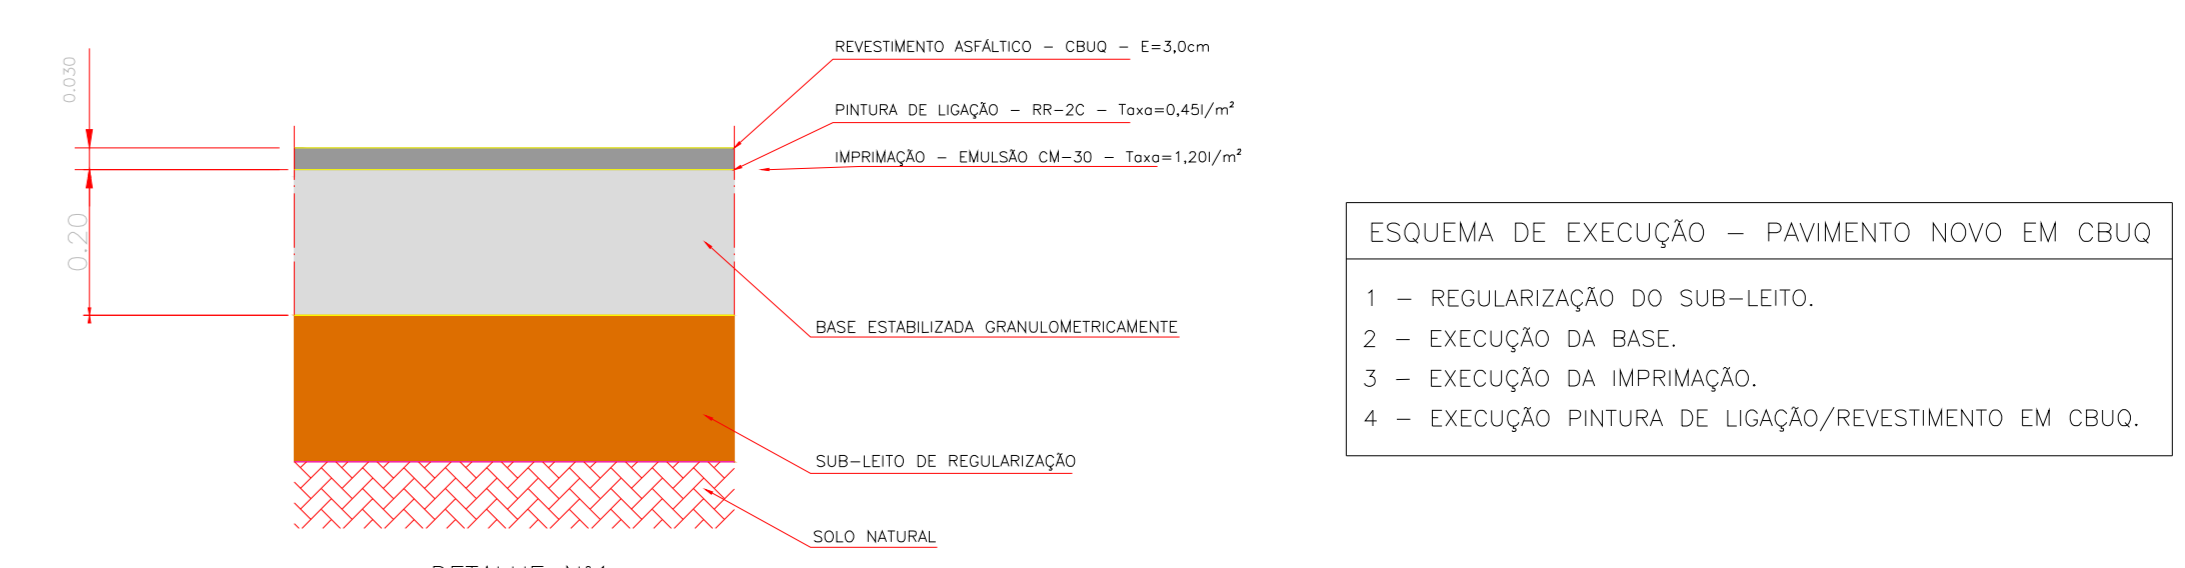 0.030
0.20
REVESTIMENTO ASFÁLTICO – CBUQ – E=3,0cm
PINTURA DE LIGAÇÃO – RR–2C – Taxa=0,45l/m²
IMPRIMAÇÃO – EMULSÃO CM–30 – Taxa=1,20l/m²
BASE ESTABILIZADA GRANULOMETRICAMENTE
SUB–LEITO DE REGULARIZAÇÃO
SOLO NATURAL
ESQUEMA DE EXECUÇÃO – PAVIMENTO NOVO EM CBUQ
1 – REGULARIZAÇÃO DO SUB–LEITO.
2 – EXECUÇÃO DA BASE.
3 – EXECUÇÃO DA IMPRIMAÇÃO.
4 – EXECUÇÃO PINTURA DE LIGAÇÃO/REVESTIMENTO EM CBUQ.